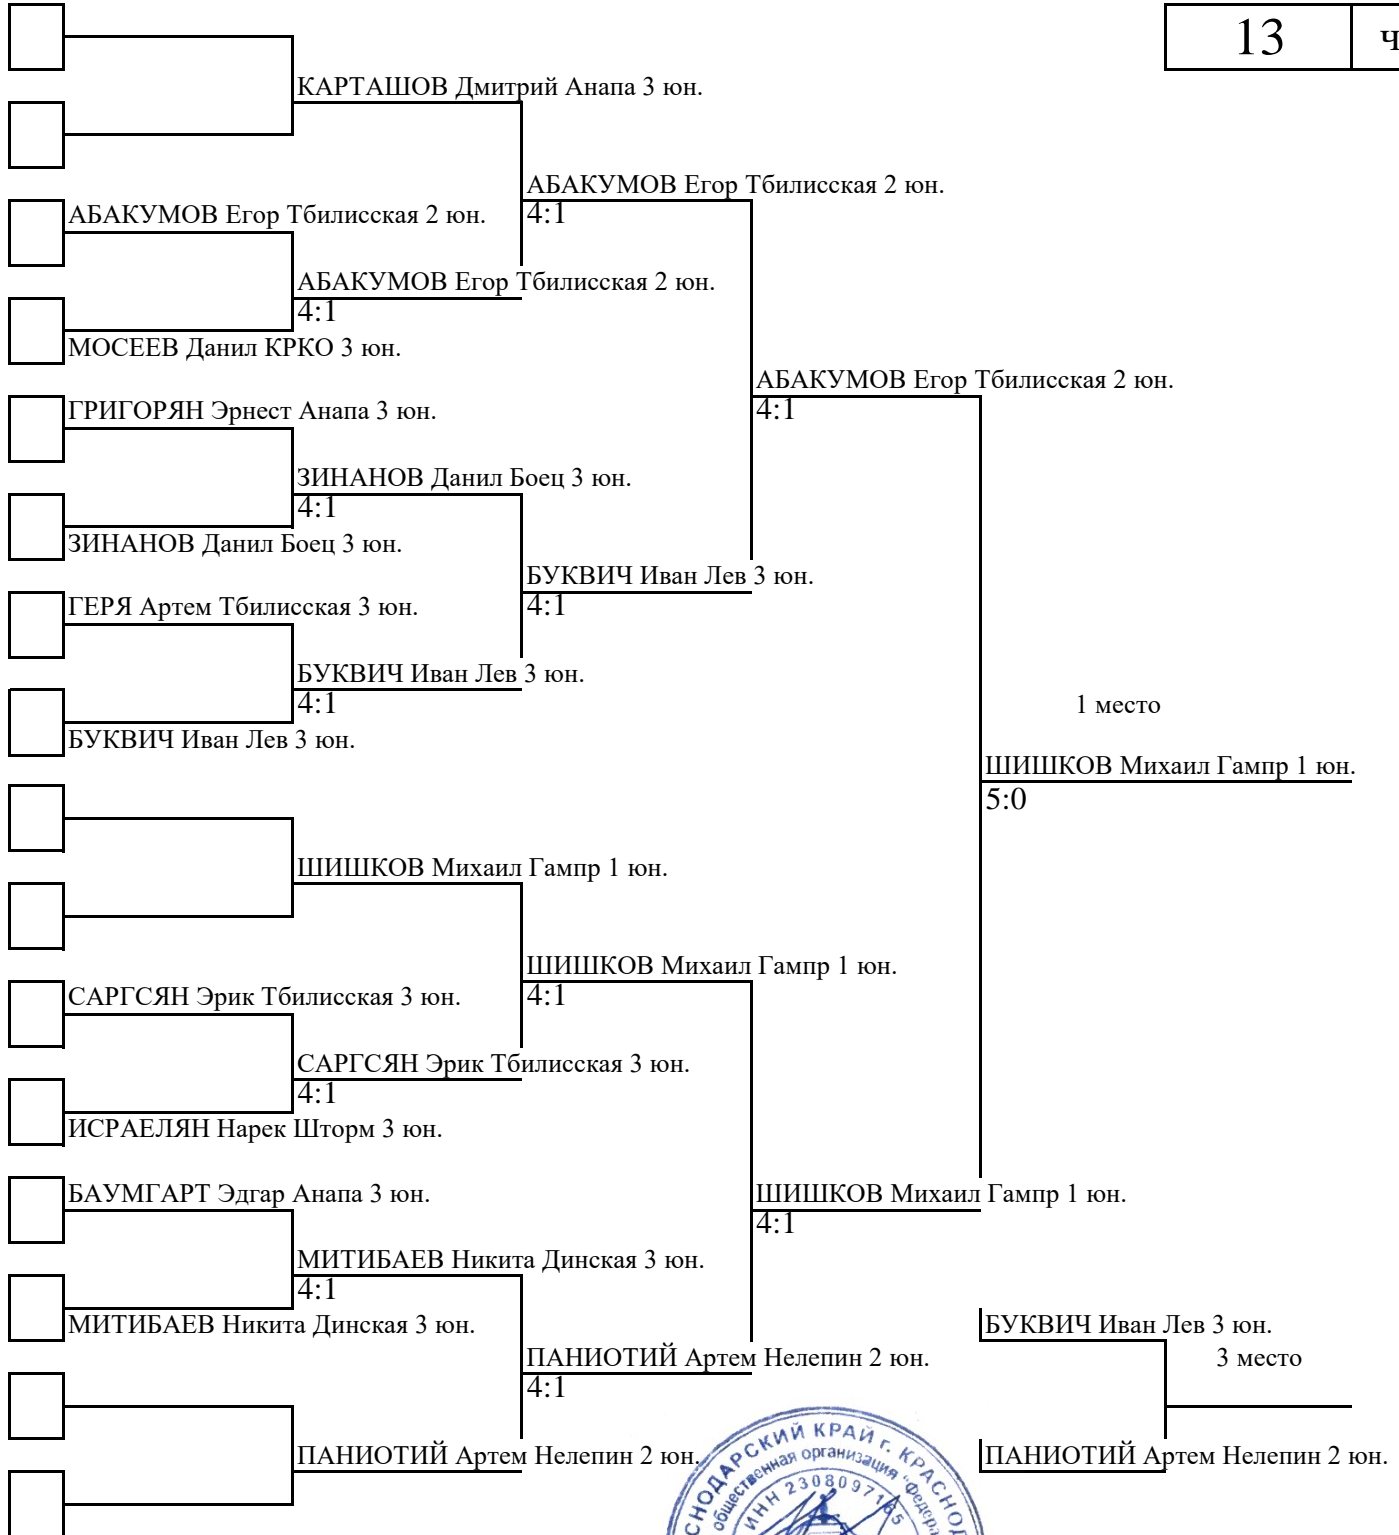 13
ч
КАРТАШОВ Дмитрий Анапа 3 юн.
АБАКУМОВ Егор Тбилисская 2 юн.
4:1
АБАКУМОВ Егор Тбилисская 2 юн.
АБАКУМОВ Егор Тбилисская 2 юн.
4:1
МОСЕЕВ Данил КРКО 3 юн.
АБАКУМОВ Егор Тбилисская 2 юн.
4:1
ГРИГОРЯН Эрнест Анапа 3 юн.
ЗИНАНОВ Данил Боец 3 юн.
4:1
ЗИНАНОВ Данил Боец 3 юн.
БУКВИЧ Иван Лев 3 юн.
4:1
ГЕРЯ Артем Тбилисская 3 юн.
БУКВИЧ Иван Лев 3 юн.
4:1
1 место
БУКВИЧ Иван Лев 3 юн.
ШИШКОВ Михаил Гампр 1 юн.
5:0
ШИШКОВ Михаил Гампр 1 юн.
ШИШКОВ Михаил Гампр 1 юн.
4:1
САРГСЯН Эрик Тбилисская 3 юн.
САРГСЯН Эрик Тбилисская 3 юн.
4:1
ИСРАЕЛЯН Нарек Шторм 3 юн.
БАУМГАРТ Эдгар Анапа 3 юн.
ШИШКОВ Михаил Гампр 1 юн.
4:1
МИТИБАЕВ Никита Динская 3 юн.
4:1
МИТИБАЕВ Никита Динская 3 юн.
БУКВИЧ Иван Лев 3 юн.
ПАНИОТИЙ Артем Нелепин 2 юн.
3 место
4:1
ПАНИОТИЙ Артем Нелепин 2 юн.
ПАНИОТИЙ Артем Нелепин 2 юн.
СНОДАРСКИЙ КРАЙ г. КРАСНОД
общественная организация "Федера
ИНН 2308097165